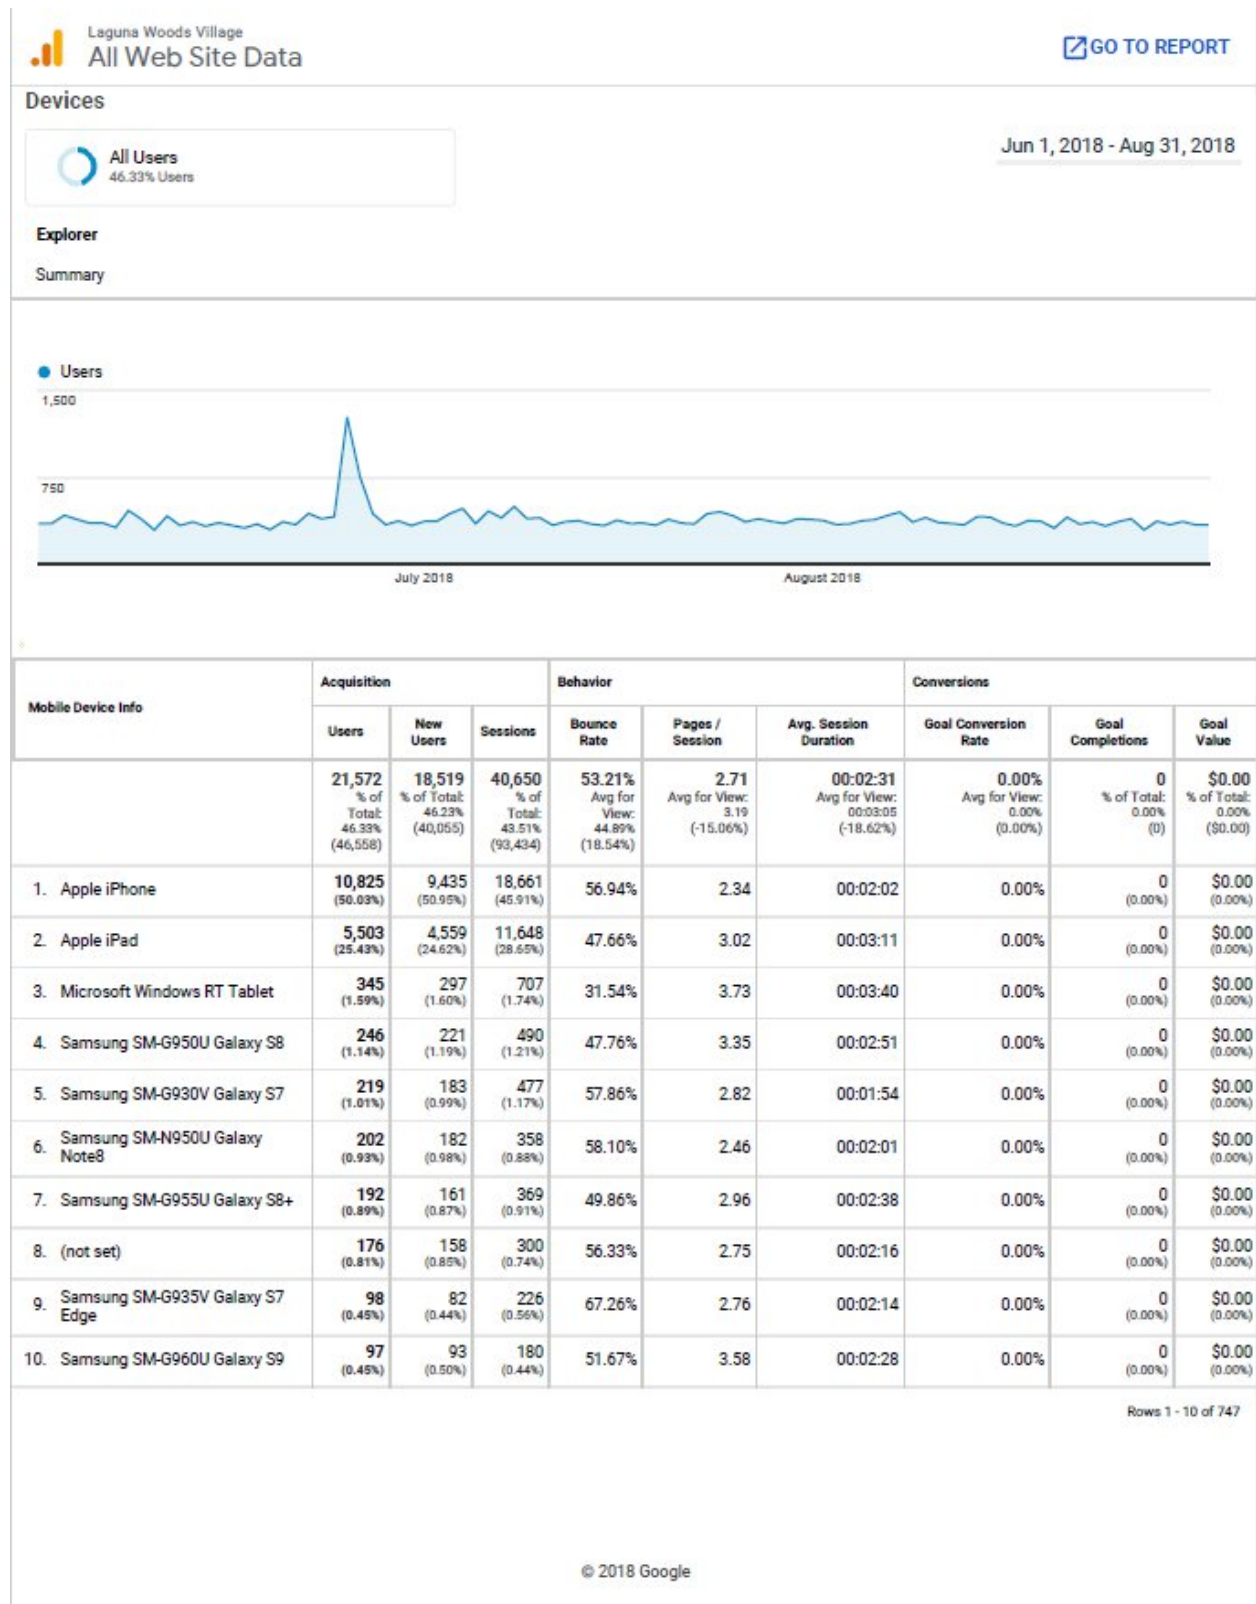 Laguna Woods Village
All Web Site Data
GO TO REPORT
Devices
All Users
46.33% Users
Jun 1, 2018 - Aug 31, 2018
Explorer
Summary
Users
1,500
750
July 2018
August 2018
Mobile Device Info
Acquisition
Behavior
Conversions
Users
New
Users
Sessions
Bounce
Rate
Pages /
Session
Avg. Session
Duration
Goal Conversion
Rate
Goal
Completions
Goal
Value
21,572
% of
Total:
46.33%
(46,558)
18,519
% of Total:
46.23%
(40,055)
40,650
% of
Total:
43.51%
(93,434)
53.21%
Avg for
View:
44.89%
(18.54%)
2.71
Avg for View:
3.19
(-15.06%)
00:02:31
Avg for View:
00:03:05
(-18.62%)
0.00%
Avg for View:
0.00%
(0.00%)
0
% of Total:
0.00%
(0)
$0.00
% of Total:
0.00%
($0.00)
1. Apple iPhone 10,825 9,435 18,661 56.94% 2.34 00:02:02 0.00% 0 $0.00
(50.03%) (50.95%) (45.91%) (0.00%) (0.00%)
2. Apple iPad 5,503 4,559 11,648 47.66% 3.02 00:03:11 0.00% 0 $0.00
(25.43%) (24.62%) (28.65%) (0.00%) (0.00%)
3. Microsoft Windows RT Tablet 345 297 707 31.54% 3.73 00:03:40 0.00% 0 $0.00
(1.59%) (1.60%) (1.74%) (0.00%) (0.00%)
4. Samsung SM-G950U Galaxy S8 246 221 490 47.76% 3.35 00:02:51 0.00% 0 $0.00
(1.14%) (1.19%) (1.21%) (0.00%) (0.00%)
5. Samsung SM-G930V Galaxy S7 219 183 477 57.86% 2.82 00:01:54 0.00% 0 $0.00
(1.01%) (0.99%) (1.17%) (0.00%) (0.00%)
6. Samsung SM-N950U Galaxy
Note8 202 182 358 58.10% 2.46 00:02:01 0.00% 0 $0.00
(0.93%) (0.98%) (0.88%) (0.00%) (0.00%)
7. Samsung SM-G955U Galaxy S8+ 192 161 369 49.86% 2.96 00:02:38 0.00% 0 $0.00
(0.89%) (0.87%) (0.91%) (0.00%) (0.00%)
8. (not set) 176 158 300 56.33% 2.75 00:02:16 0.00% 0 $0.00
(0.81%) (0.85%) (0.74%) (0.00%) (0.00%)
9. Samsung SM-G935V Galaxy S7
Edge 98 82 226 67.26% 2.76 00:02:14 0.00% 0 $0.00
(0.45%) (0.44%) (0.56%) (0.00%) (0.00%)
10. Samsung SM-G960U Galaxy S9 97 93 180 51.67% 3.58 00:02:28 0.00% 0 $0.00
(0.45%) (0.50%) (0.44%) (0.00%) (0.00%)
Rows 1 - 10 of 747
© 2018 Google